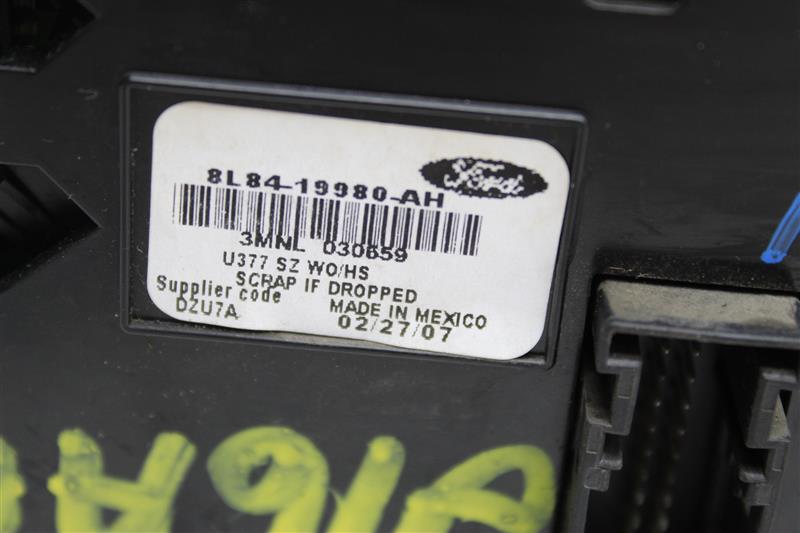 8L84-19980-AH
Ford
3MNL 030659
U377 SZ WO/HS
SCRAP IF DROPPED
Supplier code
DZU7A
MADE IN MEXICO
02/27/07